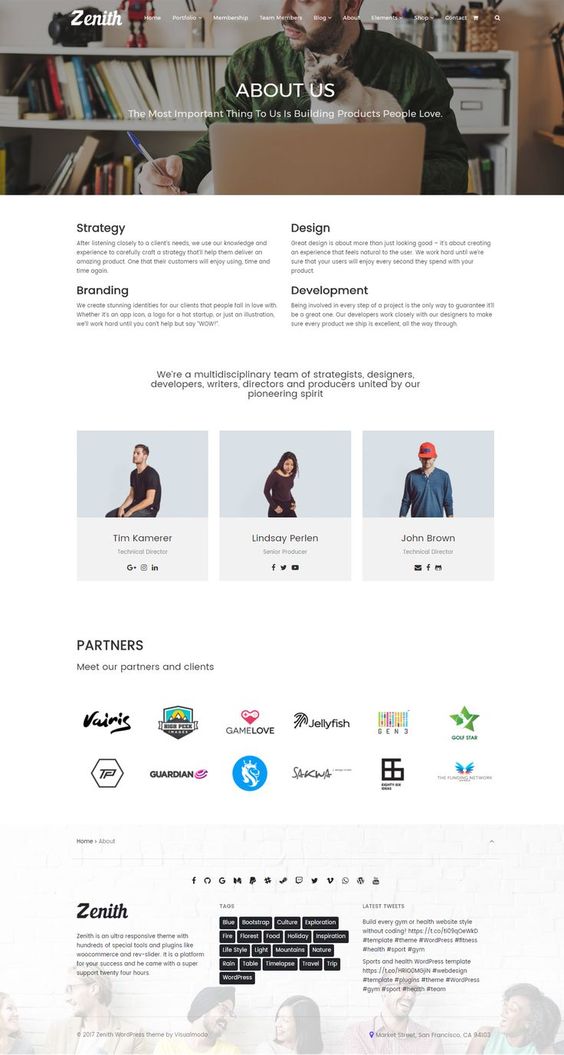 Zenith
Home Portfolio Membership Team Members Blog About Elements Shop Contact
ABOUT US
The Most Important Thing To Us Is Building Products People Love.
Strategy
After listening closely to a client's needs, we use our knowledge and
experience to carefully craft a strategy that'll help them deliver an
amazing product. One that their customers will enjoy using, time and
time again.
Design
Great design is about more than just looking good – it's about creating
an experience that feels natural to the user. We work hard until we're
sure that your users will enjoy every second they spend with your
product.
Branding
We create stunning identities for our clients that people fall in love with.
Whether it's an app icon, a logo for a hot startup, or just an illustration,
we'll work hard until you can't help but say "WOW!".
Development
Being involved in every step of a project is the only way to guarantee it'll
be a great one. Our developers work closely with our designers to make
sure every product we ship is excellent, all the way through.
We're a multidisciplinary team of strategists, designers,
developers, writers, directors and producers united by our
pioneering spirit
Tim Kamerer
Technical Director
Lindsay Perlen
Senior Producer
John Brown
Technical Director
PARTNERS
Meet our partners and clients
Vairis
HIGH PEEK
IMAGES
GAMELOVE
Jellyfish
GEN3
GOLF STAR
GUARDIAN
SAKWA
EIGHTY-SIX
IDEAS
THE FUNDING NETWORK
Home › About
Zenith
Zenith is an ultra responsive theme with
hundreds of special tools and plugins like
woocommerce and rev-slider. It is a platform
for your success and he came with a super
support twenty four hours.
TAGS
Blue Bootstrap Culture Exploration
Fire Florest Food Holiday Inspiration
Life Style Light Mountains Nature
Rain Table Timelapse Travel Trip
WordPress
LATEST TWEETS
Build every gym or health website style
#template #theme #WordPress #fitness
#health #sport #gym
Sports and health WordPress template
#template #plugins #theme #WordPress
#gym #sport #health #team
© 2017 Zenith WordPress theme by Visualmodo
Market Street, San Francisco, CA 94103